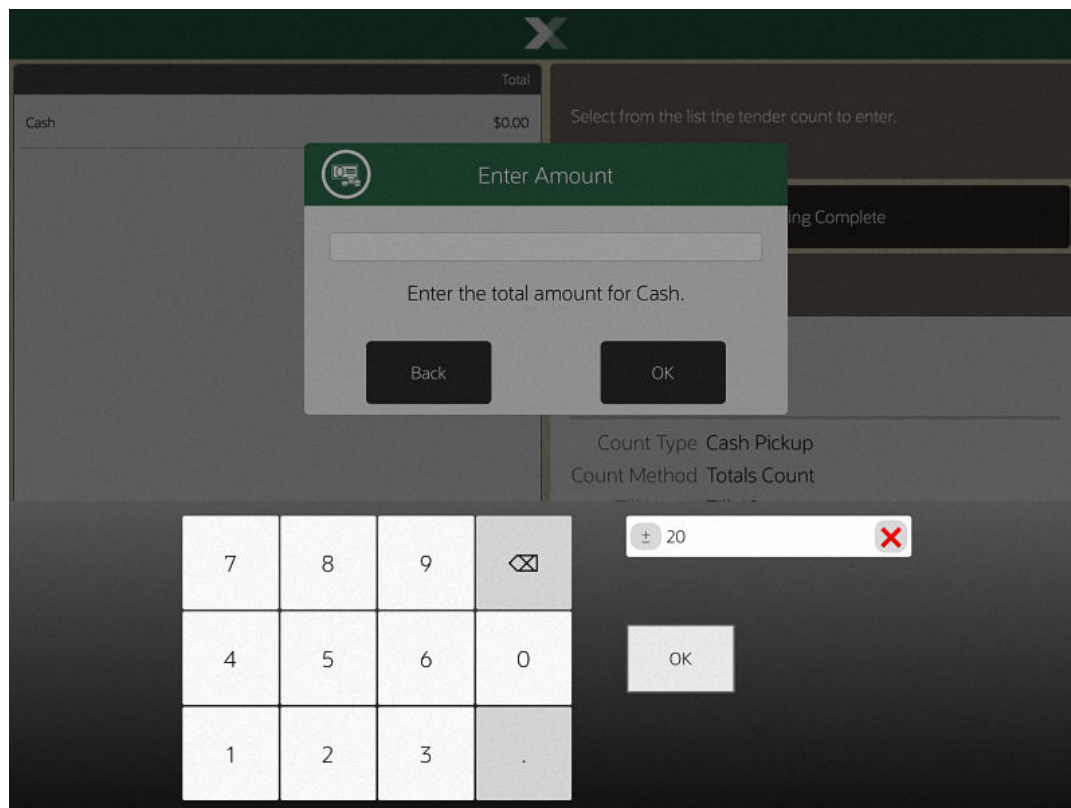 Total
Cash $0.00
Select from the list the tender count to enter.
Enter Amount
ing Complete
Enter the total amount for Cash.
Back OK
Count Type Cash Pickup
Count Method Totals Count
± 20
7 8 9
4 5 6 0
OK
1 2 3 .